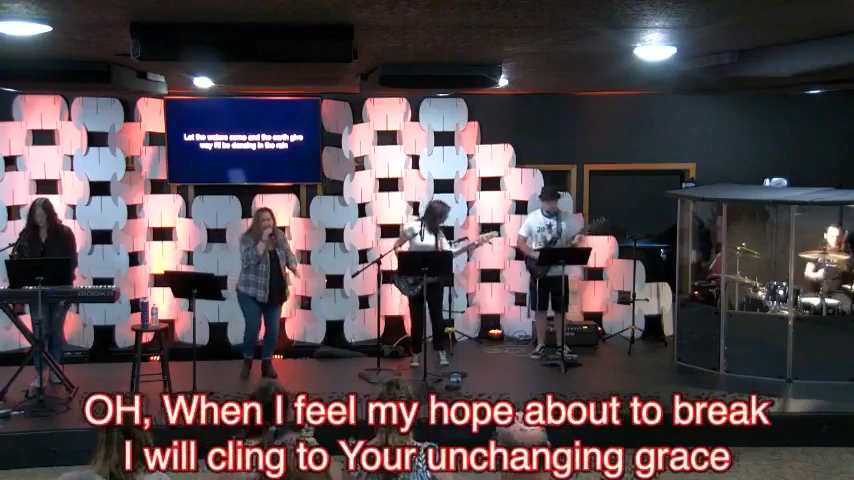 Let the waters come and the earth give
way I'll be dancing in the rain
OH, When I feel my hope about to break
I will cling to Your unchanging grace